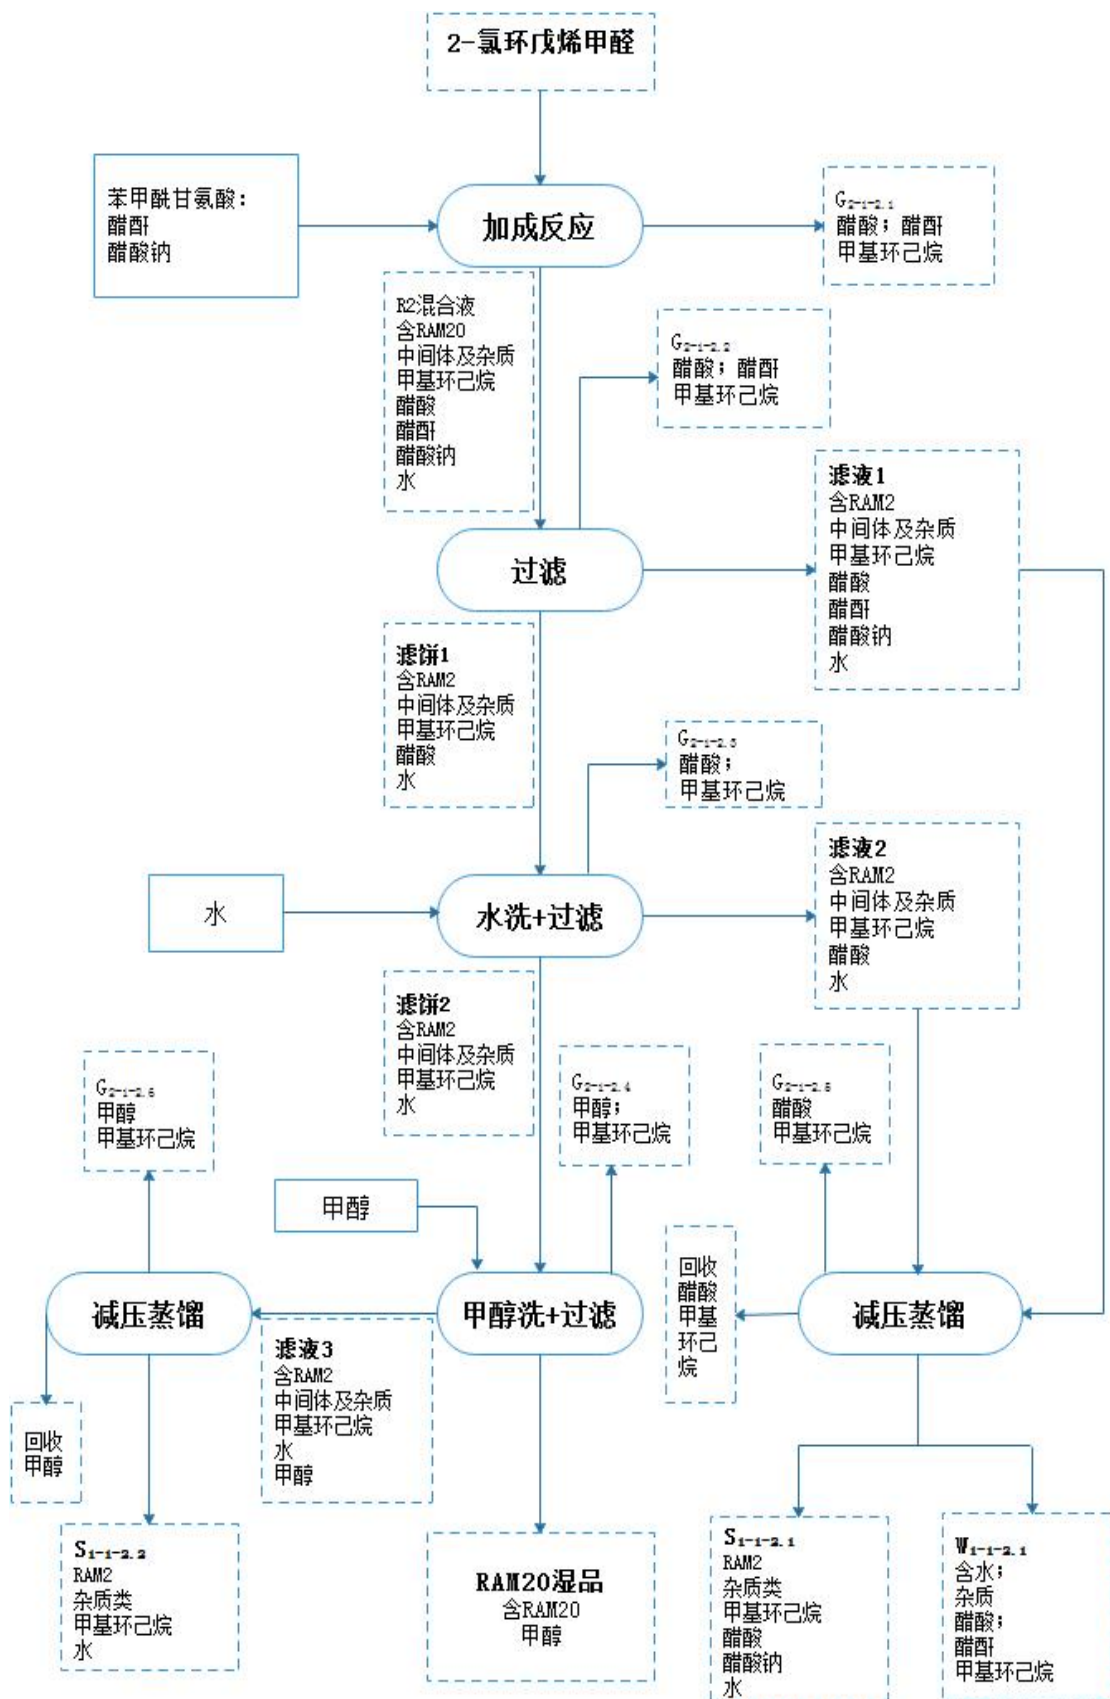 2-氯环戊烯甲醛
苯甲酰甘氨酸：
醋酐
醋酸钠
加成反应
G2-1-2.1
醋酸；醋酐
甲基环己烷
R2混合液
含RAM20
中间体及杂质
甲基环己烷
醋酸
醋酐
醋酸钠
水
G2-1-2.2
醋酸；醋酐
甲基环己烷
过滤
滤液1
含RAM2
中间体及杂质
甲基环己烷
醋酸
醋酐
醋酸钠
水
滤饼1
含RAM2
中间体及杂质
甲基环己烷
醋酸
水
G2-1-2.3
醋酸；
甲基环己烷
水
水洗+过滤
滤液2
含RAM2
中间体及杂质
甲基环己烷
醋酸
水
滤饼2
含RAM2
中间体及杂质
甲基环己烷
水
G2-1-2.6
甲醇
甲基环己烷
G2-1-2.4
甲醇；
甲基环己烷
G2-1-2.5
醋酸
甲基环己烷
甲醇
减压蒸馏
甲醇洗+过滤
回收
醋酸
甲基
环己
烷
减压蒸馏
滤液3
含RAM2
中间体及杂质
甲基环己烷
水
甲醇
回收
甲醇
S1-1-2.2
RAM2
杂质类
甲基环己烷
水
RAM20湿品
含RAM20
甲醇
S1-1-2.1
RAM2
杂质类
甲基环己烷
醋酸
醋酸钠
水
W1-1-2.1
含水；
杂质
醋酸；
醋酐
甲基环己烷